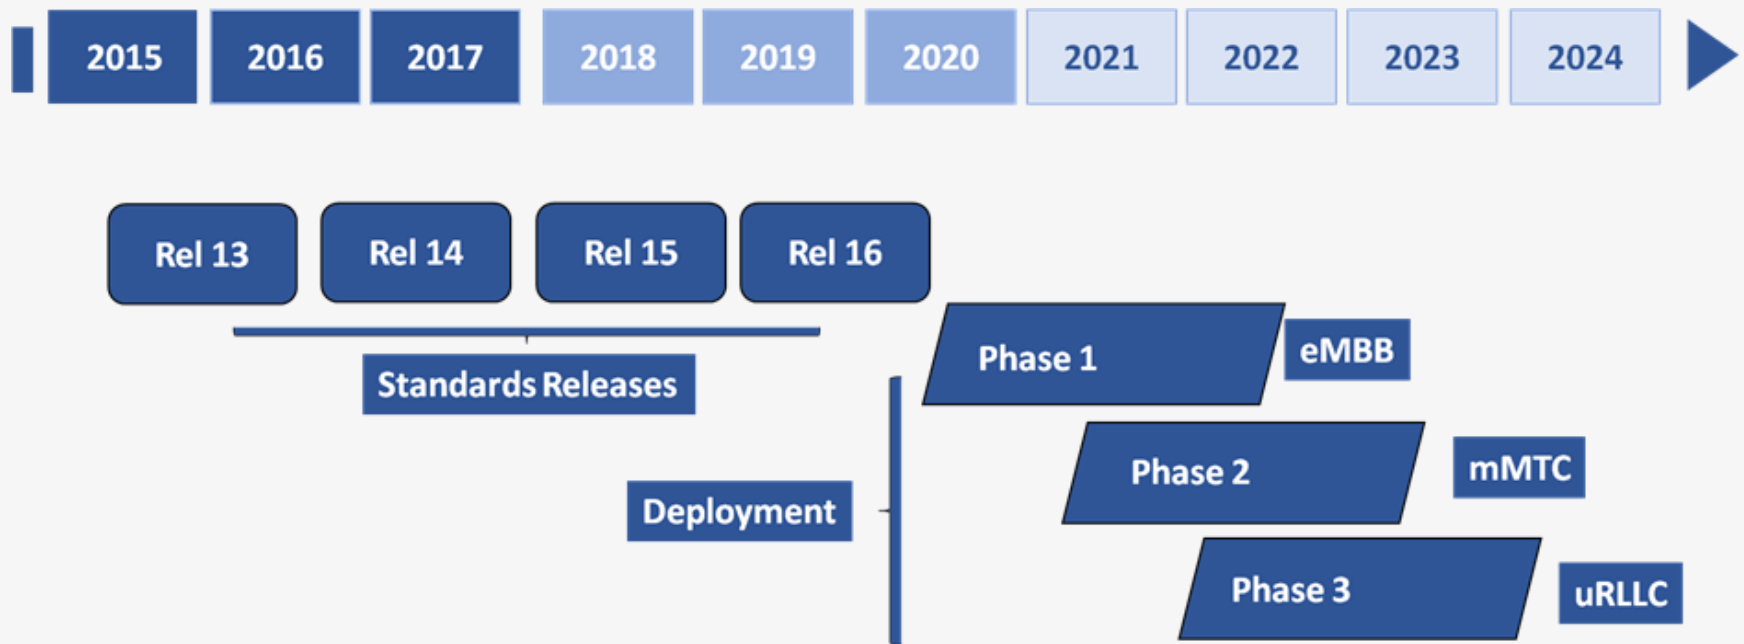 2015 2016 2017 2018 2019 2020 2021 2022 2023 2024
Rel 13 Rel 14 Rel 15 Rel 16
Standards Releases
Phase 1 eMBB
Phase 2 mMTC
Deployment
Phase 3 uRLLC